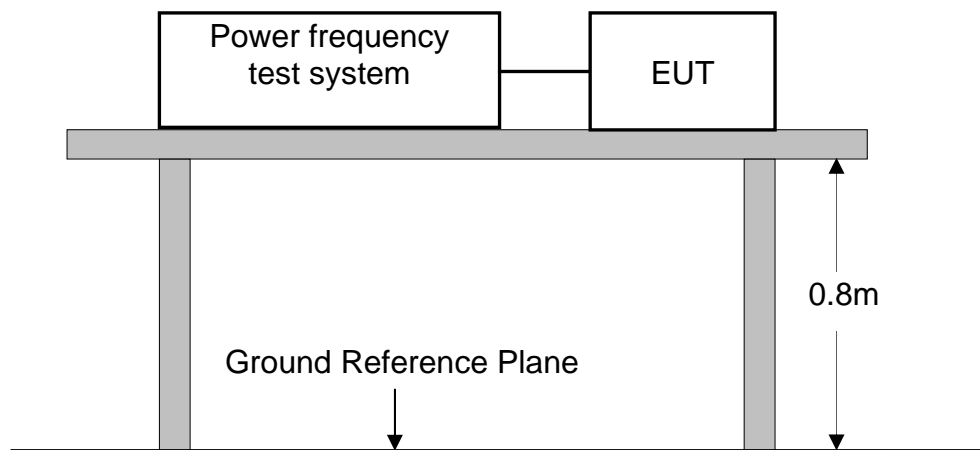 Power frequency
test system
EUT
0.8m
Ground Reference Plane